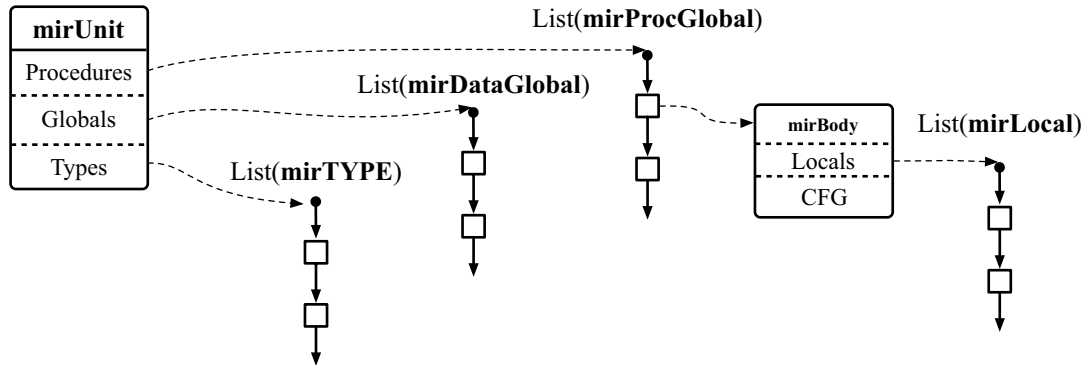 mirUnit
Procedures
Globals
Types
List(mirProcGlobal)
List(mirDataGlobal)
List(mirTYPE)
mirBody
Locals
CFG
List(mirLocal)